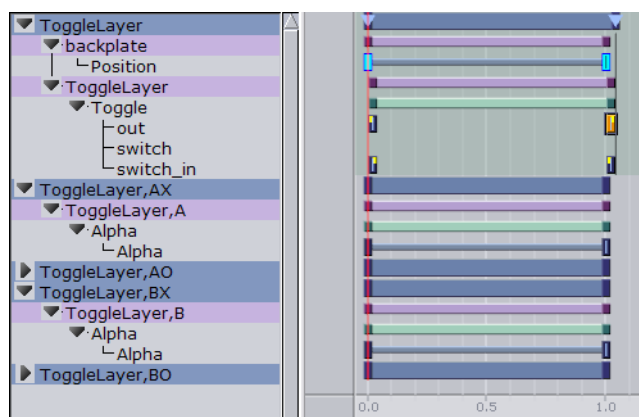 ToggleLayer
backplate
Position
ToggleLayer
Toggle
out
switch
switch_in
ToggleLayer,AX
ToggleLayer,A
Alpha
Alpha
ToggleLayer,AO
ToggleLayer,BX
ToggleLayer,B
Alpha
Alpha
ToggleLayer,BO
0.0 0.5 1.0